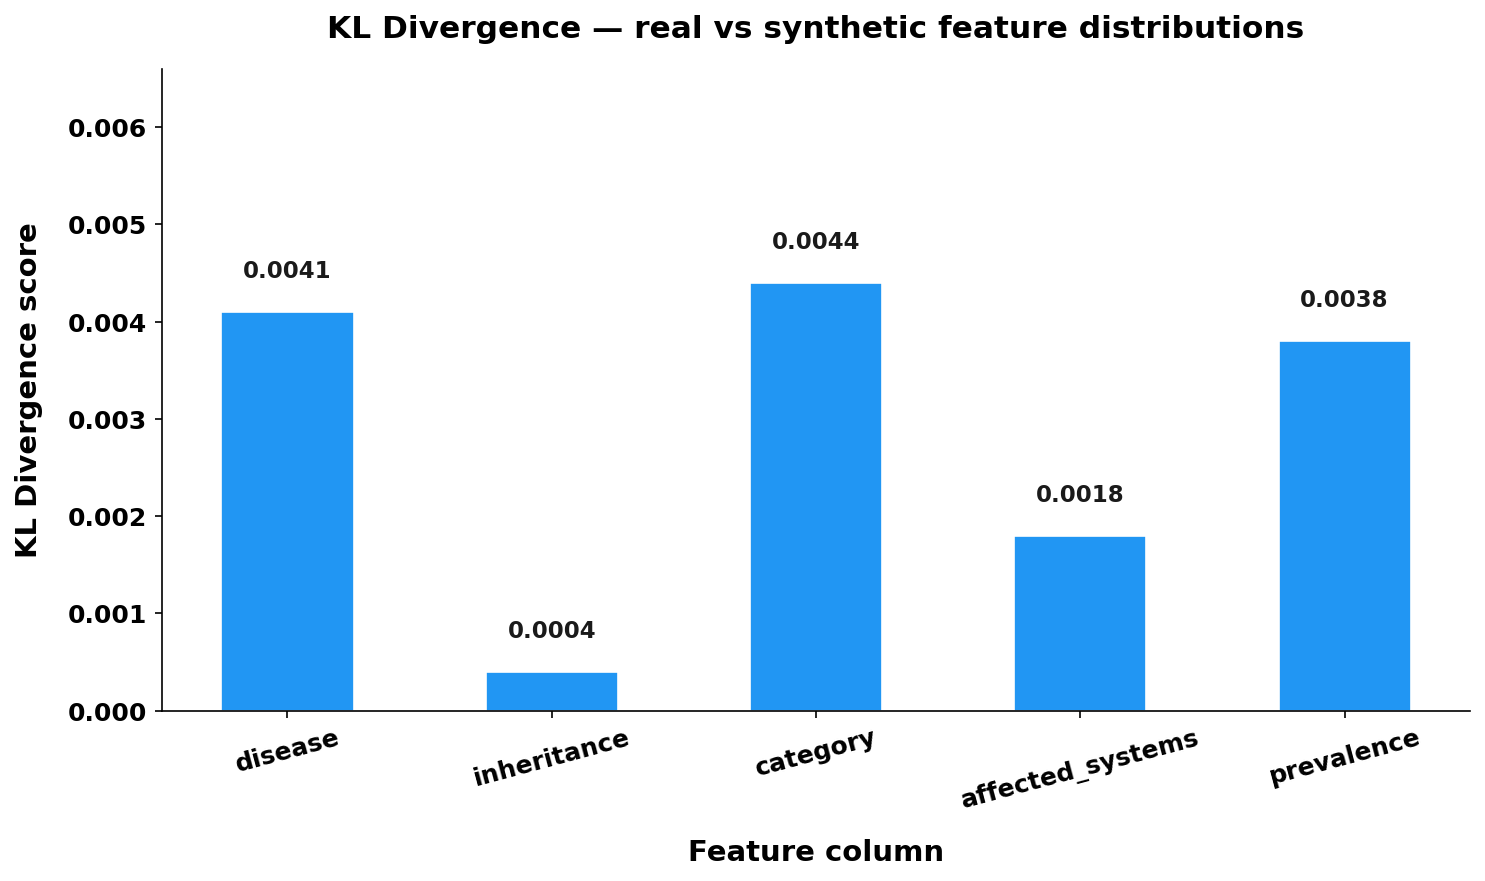 KL Divergence — real vs synthetic feature distributions
KL Divergence score
0.006
0.005
0.004
0.003
0.002
0.001
0.000
0.0041
0.0004
0.0044
0.0018
0.0038
disease
inheritance
category
affected_systems
prevalence
Feature column